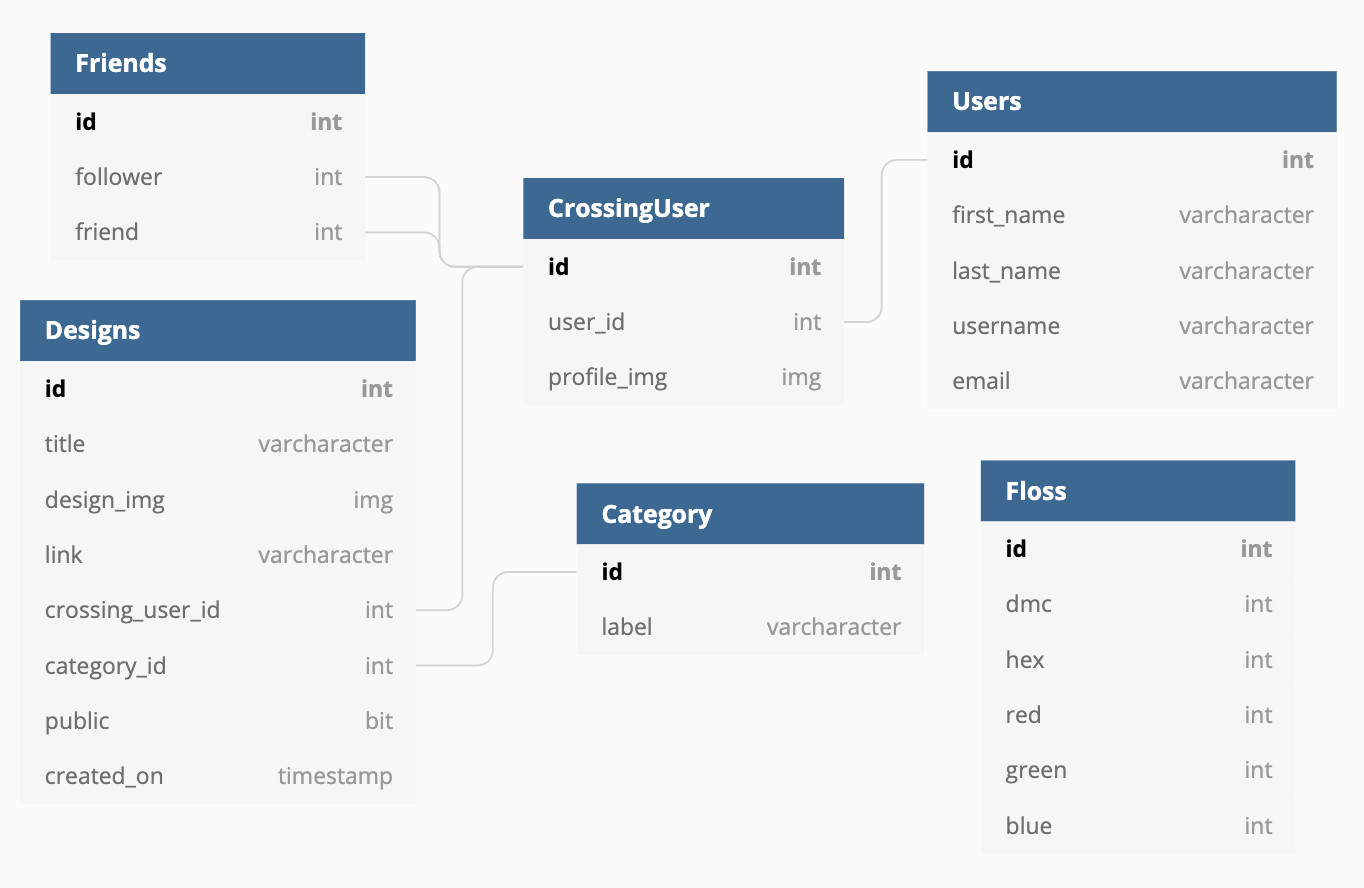 Friends
id int
follower int
friend int
Users
id int
first_name varcharacter
last_name varcharacter
username varcharacter
email varcharacter
CrossingUser
id int
user_id int
profile_img img
Designs
id int
title varcharacter
design_img img
link varcharacter
crossing_user_id int
category_id int
public bit
created_on timestamp
Category
id int
label varcharacter
Floss
id int
dmc int
hex int
red int
green int
blue int